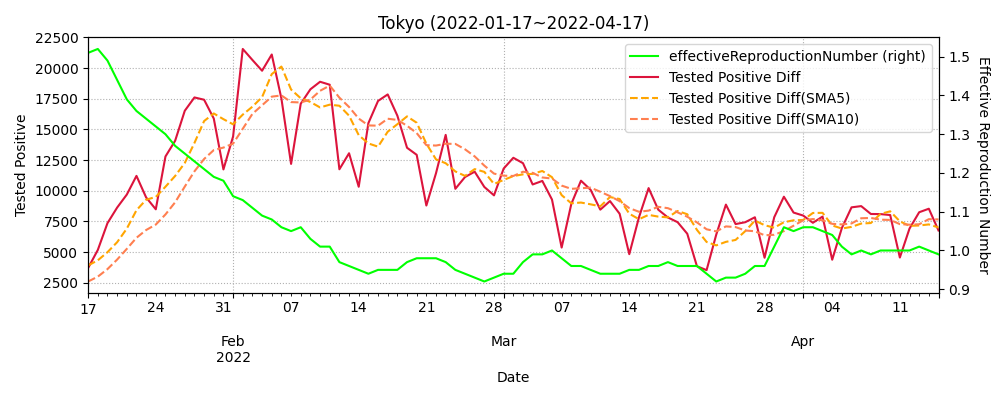 Tokyo (2022-01-17~2022-04-17)
effectiveReproductionNumber (right)
Tested Positive Diff
Tested Positive Diff(SMA5)
Tested Positive Diff(SMA10)
Tested Positive
22500
20000
17500
15000
12500
10000
7500
5000
2500
1.5
1.4
1.3
1.2
1.1
1.0
0.9
Effective Reproduction Number
17 24 31 07 14 21 28 07 14 21 28 04 11
Feb Mar Apr
2022
Date